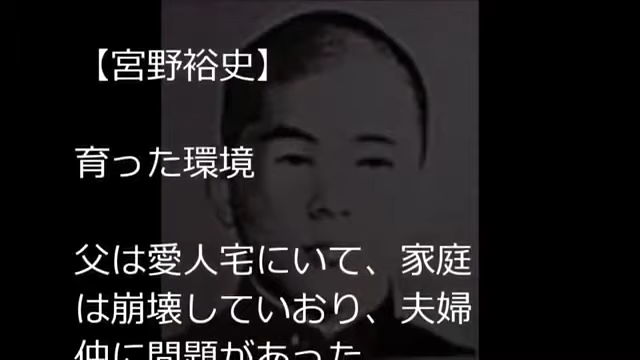 【宮野裕史】
育った環境
父は愛人宅にいて、家庭
は崩壊していおり、夫婦
仲に問題があった